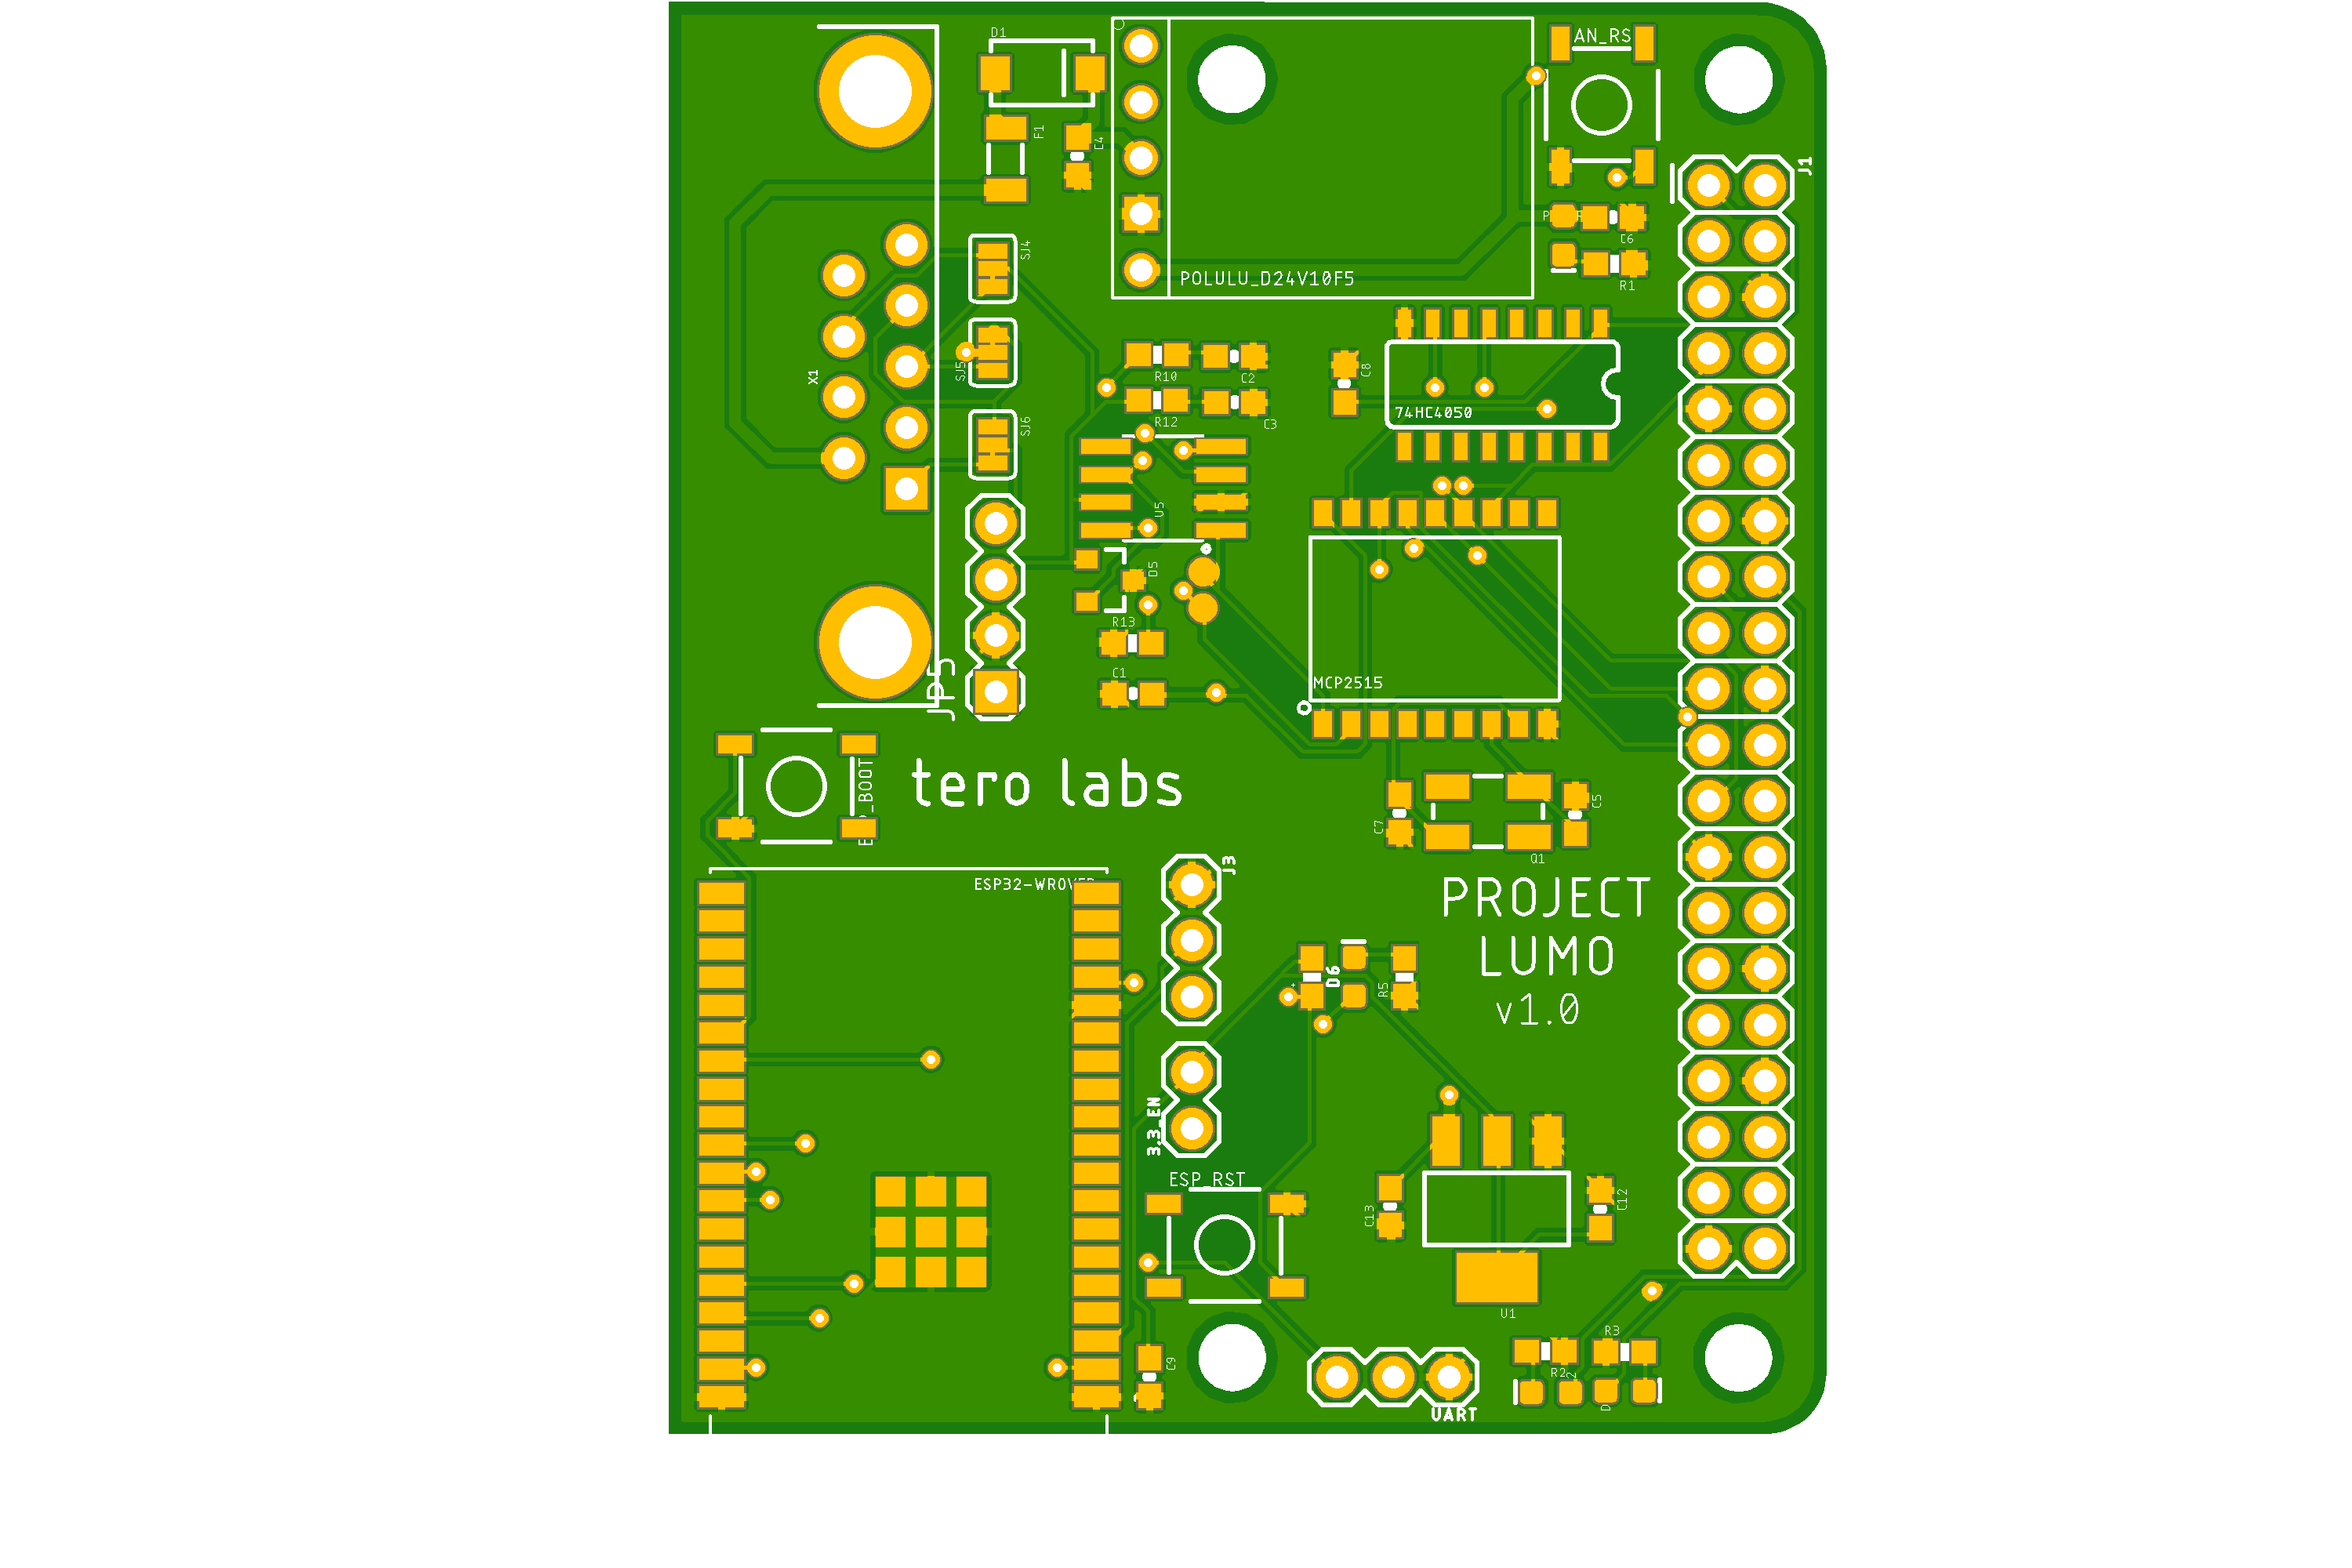 D1
AN_RS
F1
C4
J1
C6
POLULU_D24V10F5
R1
SJ4
SJ5
X1
R10
C2
C8
R12
C3
74HC4050
SJ6
U5
D5
R13
C1
JP5
MCP2515
tero labs
C7
C5
Q1
J3
ESP32-WROVER
PROJECT
LUMO
v1.0
D6
R5
3.3_EN
ESP_RST
C13
C12
U1
R3
C9
R2
UART